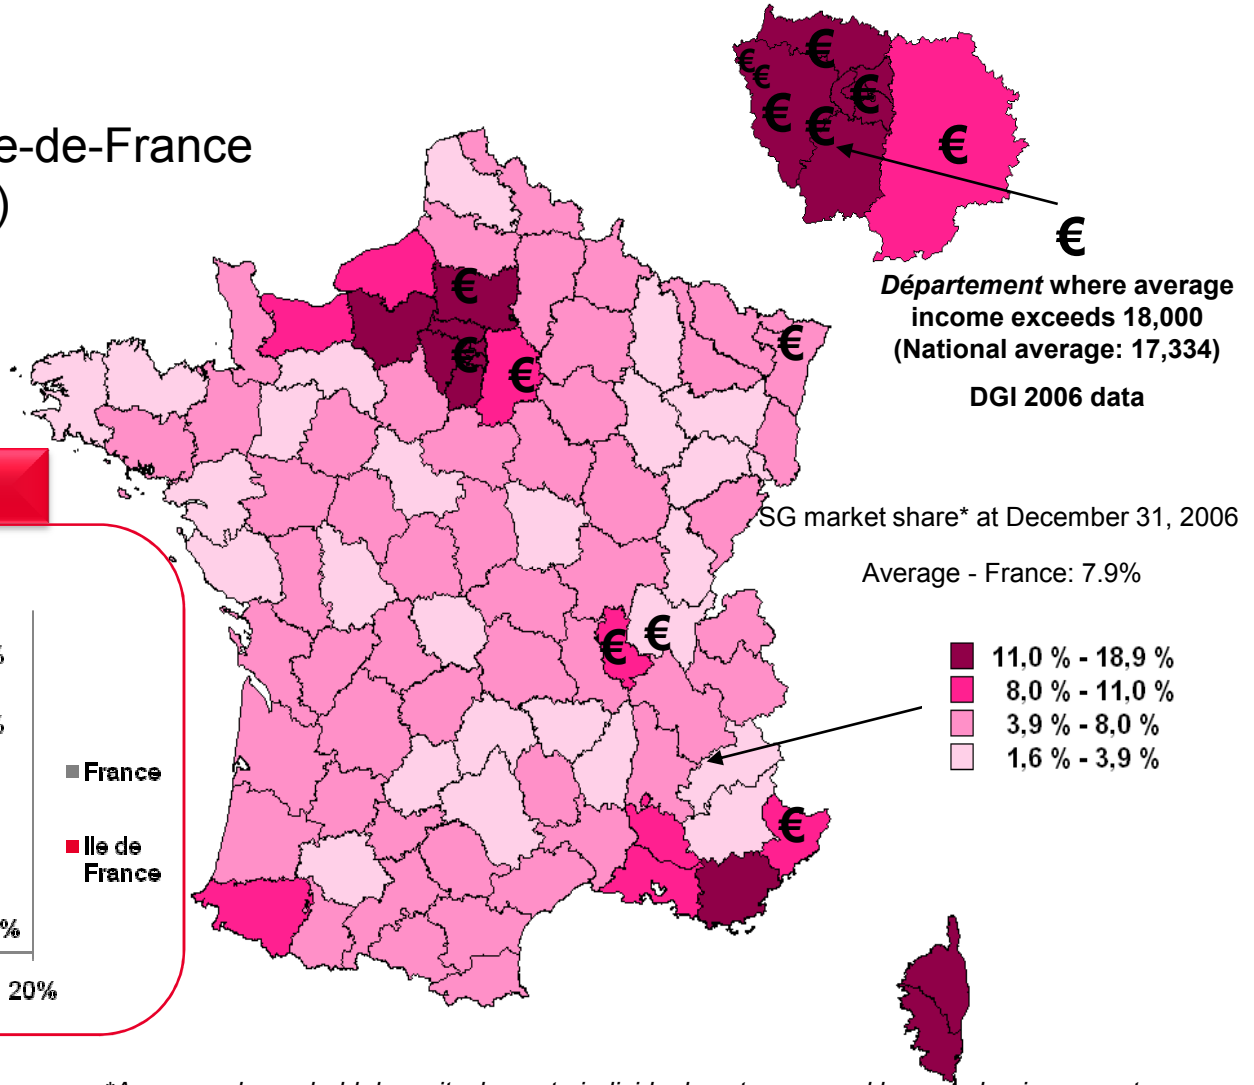 e-de-France
)
€
€
€
€
€
€
€
€
€
Département where average
income exceeds 18,000
(National average: 17,334)
DGI 2006 data
€
€
€
€
SG market share* at December 31, 2006
Average - France: 7.9%
€
€
11,0 % - 18,9 %
8,0 % - 11,0 %
3,9 % - 8,0 %
1,6 % - 3,9 %
%
%
France
Ile de
France
€
%
20%